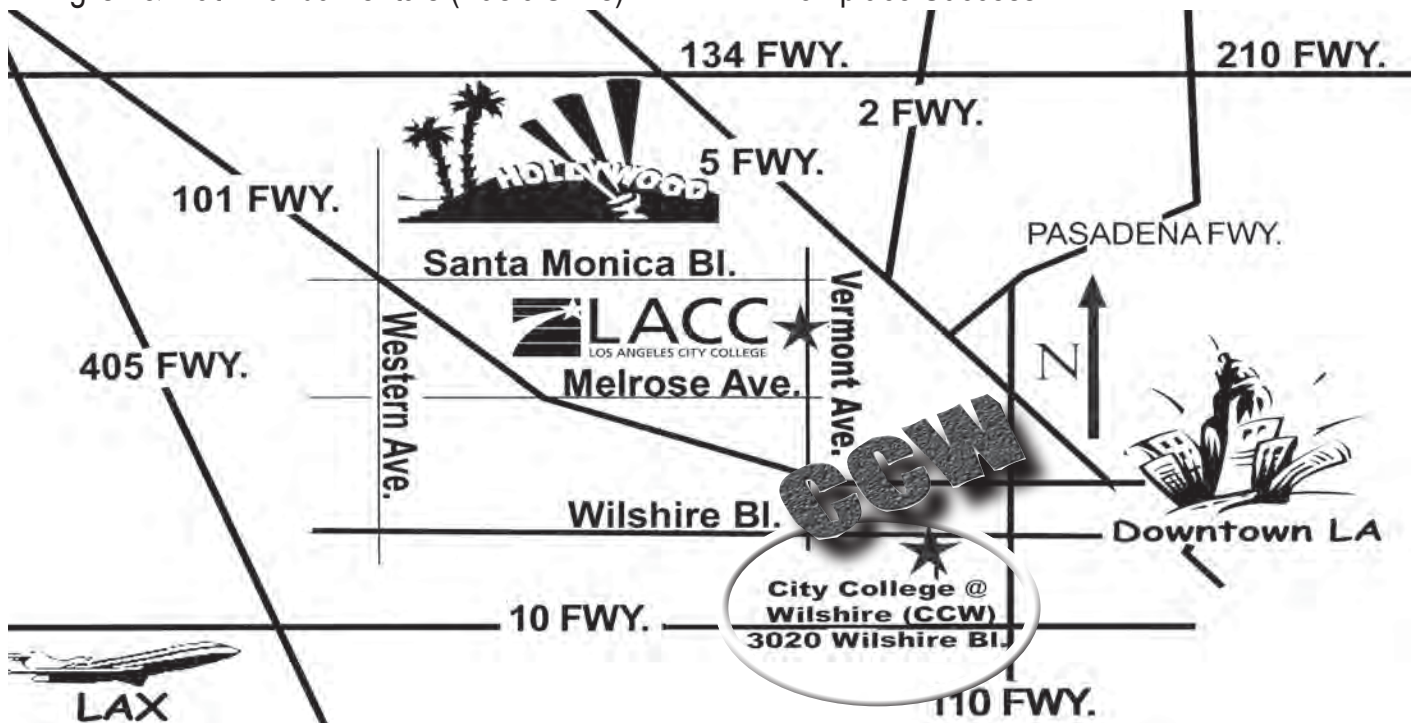 134 FWY.
210 FWY.
2 FWY.
HOLLYWOOD
5 FWY.
101 FWY.
PASADENA FWY.
Santa Monica Bl.
Vermont Ave.
LACC
LOS ANGELES CITY COLLEGE
Western Ave.
N
405 FWY.
Melrose Ave.
CCW
Wilshire Bl.
Downtown LA
City College @
Wilshire (CCW)
3020 Wilshire Bl.
10 FWY.
LAX
110 FWY.